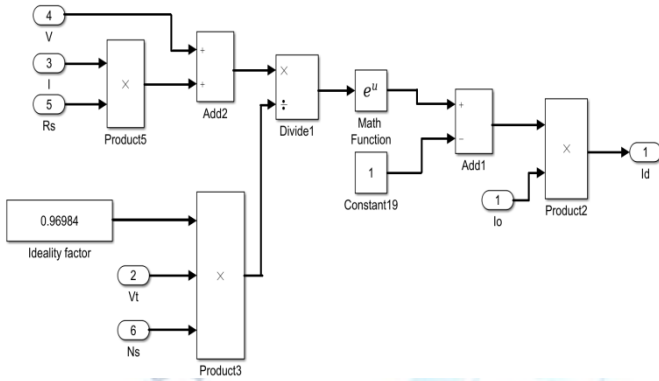 4
V
3
I
5
Rs
×
Product5
+
+
Add2
×
÷
Divide1
eᵘ
Math
Function
1
Constant19
+
−
Add1
1
Io
×
Product2
1
Id
0.96984
Ideality factor
2
Vt
6
Ns
×
Product3